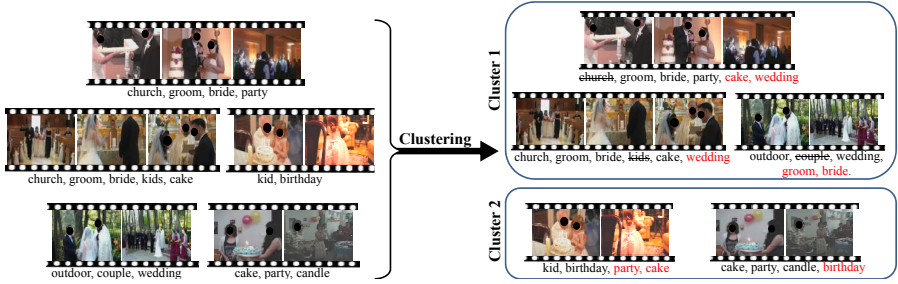 church, groom, bride, party
church, groom, bride, kids, cake
kid, birthday
outdoor, couple, wedding
cake, party, candle
Clustering
Cluster 1
church, groom, bride, party, cake, wedding
church, groom, bride, kids, cake, wedding
outdoor, couple, wedding,
groom, bride.
Cluster 2
kid, birthday, party, cake
cake, party, candle, birthday